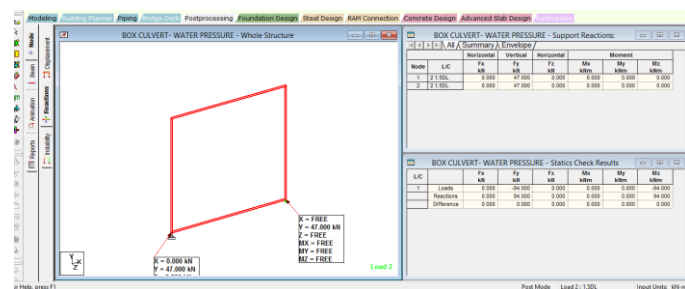 Modeling Building Planner Piping Bridge Deck Postprocessing Foundation Design Steel Design RAM Connection Concrete Design Advanced Slab Design Earthquake
Node
Beam
Animation
Reports
Displacement
Reactions
Instability
BOX CULVERT- WATER PRESSURE - Whole Structure
X = 0.000 kN
Y = 47.000 kN
X = FREE
Y = 47.000 kN
Z = FREE
MX = FREE
MY = FREE
MZ = FREE
Load 2
Y
X
Z
BOX CULVERT- WATER PRESSURE - Support Reactions:
All Summary Envelope
Horizontal Vertical Horizontal Moment
Node L/C Fx kN Fy kN Fz kN Mx kNm My kNm Mz kNm
1 2 1.5DL 0.000 47.000 0.000 0.000 0.000 0.000
2 2 1.5DL 0.000 47.000 0.000 0.000 0.000 0.000
BOX CULVERT- WATER PRESSURE - Statics Check Results
L/C Fx kN Fy kN Fz kN Mx kNm My kNm Mz kNm
1 Loads 0.000 -94.000 0.000 0.000 0.000 -94.000
Reactions 0.000 94.000 0.000 0.000 0.000 94.000
Difference 0.000 0.000 0.000 0.000 0.000 0.000
or Help, press F1
Post Mode Load 2 : 1.5DL Input Units: kN-m